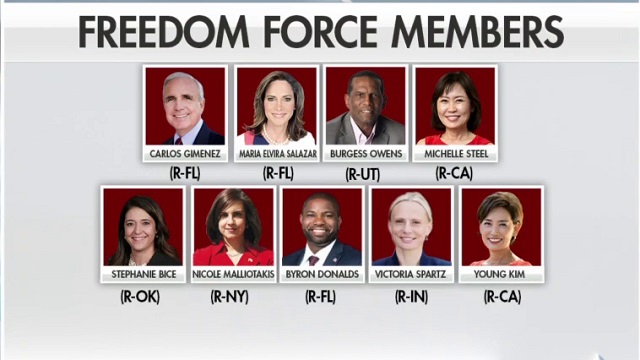 FREEDOM FORCE MEMBERS
CARLOS GIMENEZ MARIA ELVIRA SALAZAR BURGESS OWENS MICHELLE STEEL
(R-FL) (R-FL) (R-UT) (R-CA)
STEPHANIE BICE NICOLE MALLIOTAKIS BYRON DONALDS VICTORIA SPARTZ YOUNG KIM
(R-OK) (R-NY) (R-FL) (R-IN) (R-CA)